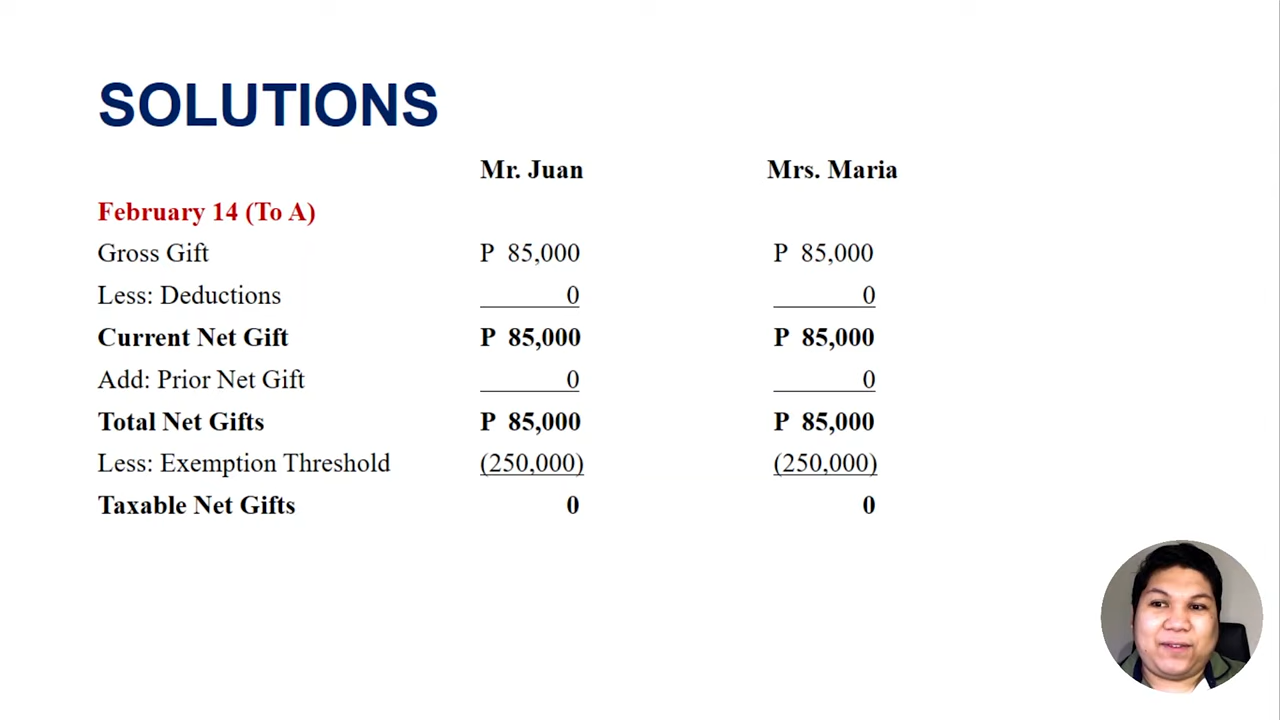 SOLUTIONS
Mr. Juan Mrs. Maria
February 14 (To A)
Gross Gift P 85,000 P 85,000
Less: Deductions 0 0
Current Net Gift P 85,000 P 85,000
Add: Prior Net Gift 0 0
Total Net Gifts P 85,000 P 85,000
Less: Exemption Threshold (250,000) (250,000)
Taxable Net Gifts 0 0